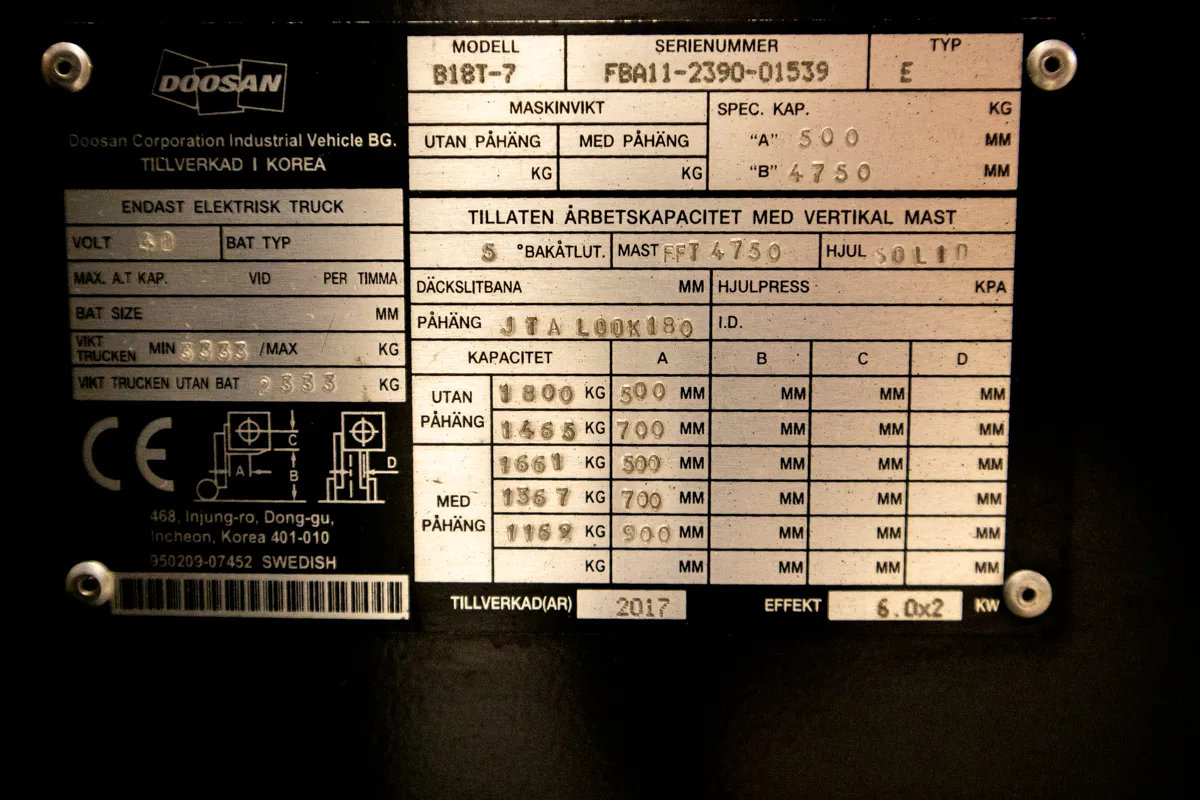 DOOSAN
Doosan Corporation Industrial Vehicle BG.
TILLVERKAD I KOREA
ENDAST ELEKTRISK TRUCK
VOLT BAT TYP
MAX. A.T KAP. VID PER TIMMA
BAT SIZE MM
VIKT TRUCKEN MIN 3333 /MAX KG
VIKT TRUCKEN UTAN BAT 2333 KG
CE
C
A
B
D
468, Injung-ro, Dong-gu,
Incheon, Korea 401-010
950209-07452 SWEDISH
MODELL SERIENUMMER TYP
B18T-7 FBA11-2390-01539 E
MASKINVIKT SPEC. KAP. KG
UTAN PÅHÄNG MED PÅHÄNG "A" 500 MM
KG KG "B" 4750 MM
TILLATEN ÅRBETSKAPACITET MED VERTIKAL MAST
5 °BAKÅTLUT. MAST FFT4750 HJUL SOLID
DÄCKSLITBANA MM HJULPRESS KPA
PÅHÄNG JTA LOOK180 I.D.
KAPACITET A B C D
UTAN PÅHÄNG
1800 KG 500 MM MM MM MM
1465 KG 700 MM MM MM MM
MED PÅHÄNG
1661 KG 500 MM MM MM MM
1367 KG 700 MM MM MM MM
1162 KG 900 MM MM MM MM
KG MM MM MM MM
TILLVERKAD(AR) 2017 EFFEKT 6.0x2 KW